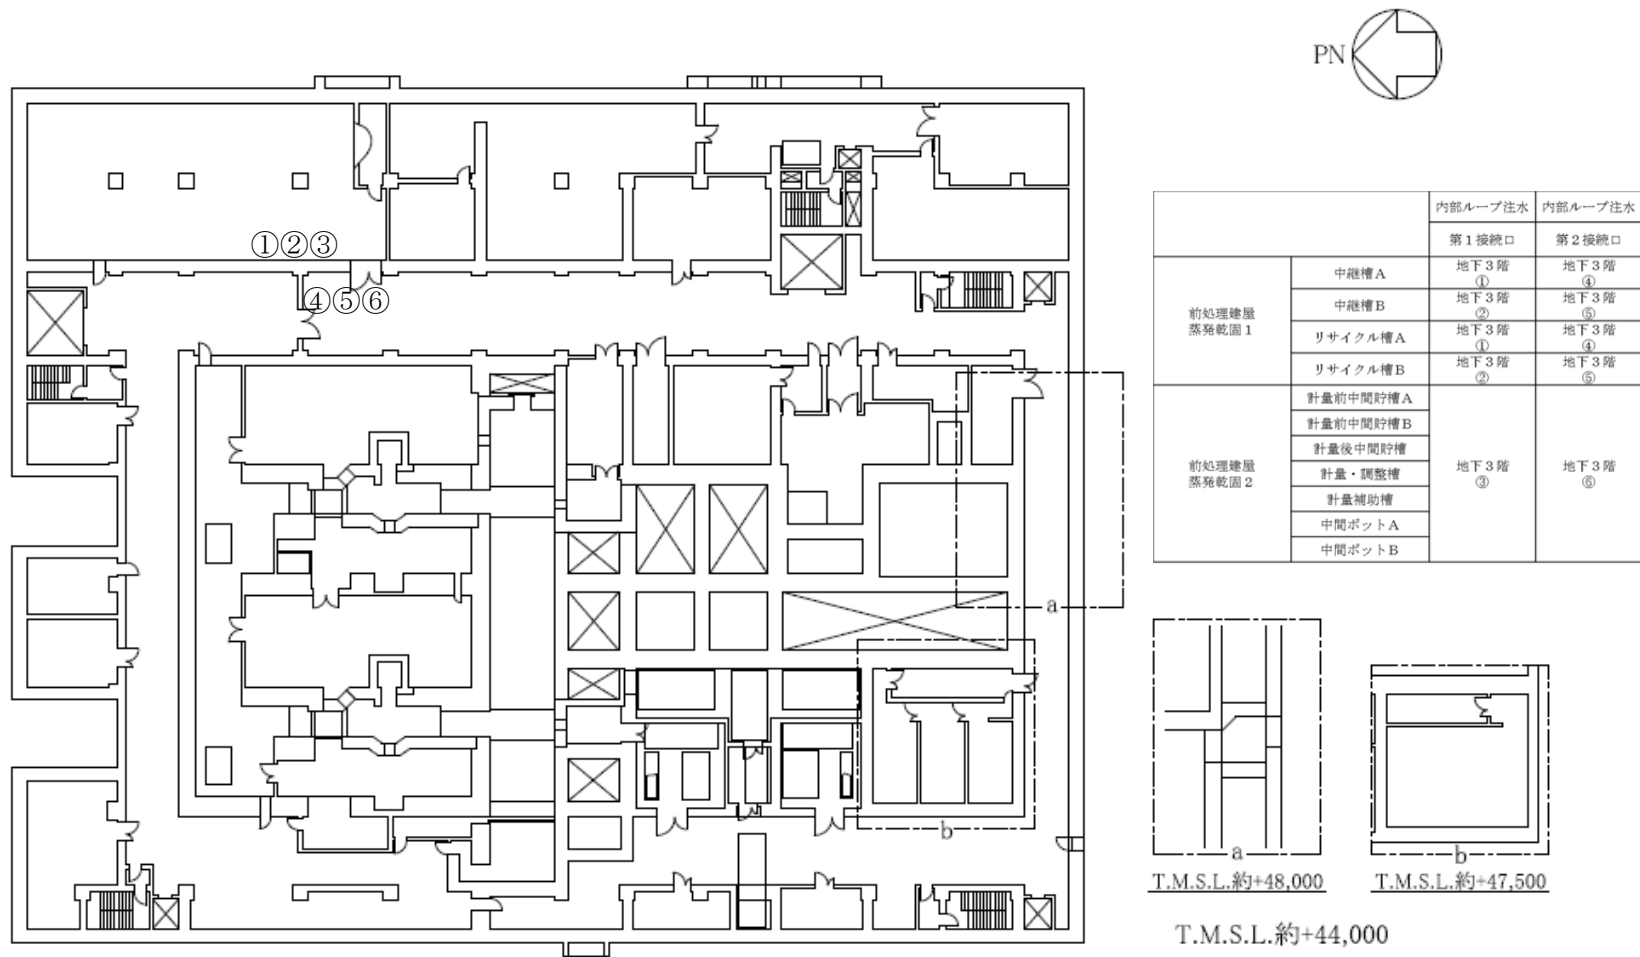 PN
①②③
④⑤⑥
内部ループ注水 内部ループ注水
第1接続口 第2接続口
前処理建屋
蒸発乾固1
中継槽A 地下3階 ① 地下3階 ④
中継槽B 地下3階 ② 地下3階 ⑤
リサイクル槽A 地下3階 ① 地下3階 ④
リサイクル槽B 地下3階 ② 地下3階 ⑤
前処理建屋
蒸発乾固2
計量前中間貯槽A
計量前中間貯槽B
計量後中間貯槽
計量・調整槽
計量補助槽
中間ポットA
中間ポットB
地下3階 ③ 地下3階 ⑥
a
b
a
T.M.S.L.約+48,000
b
T.M.S.L.約+47,500
T.M.S.L.約+44,000